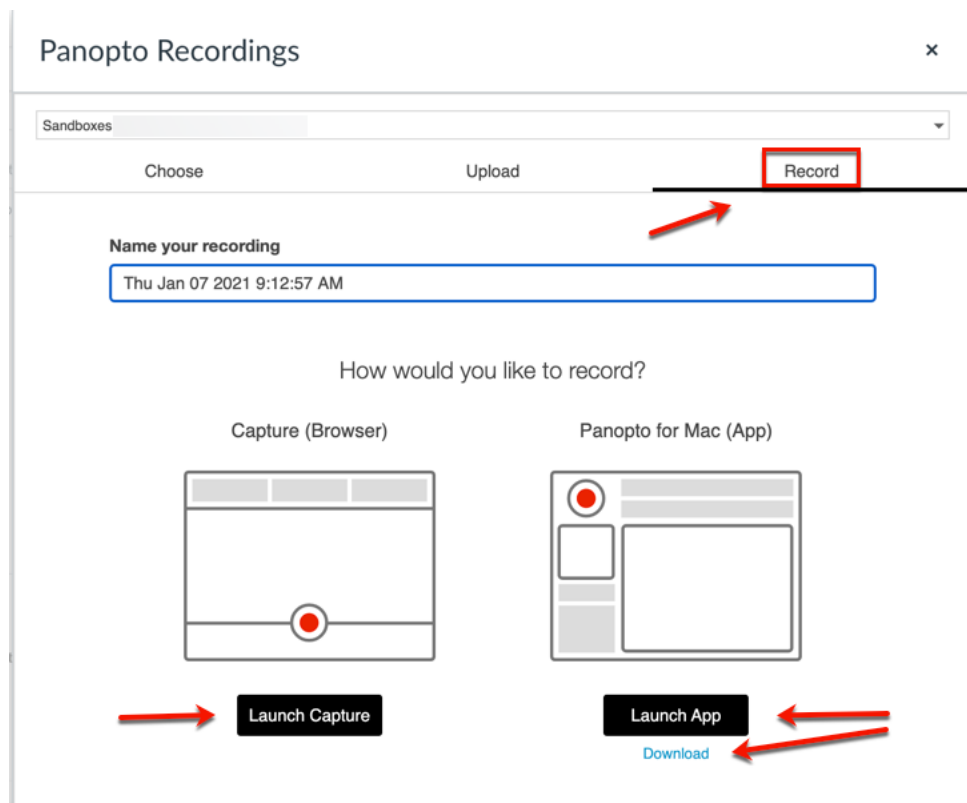 Panopto Recordings ×
Sandboxes
Choose Upload Record
Name your recording
Thu Jan 07 2021 9:12:57 AM
How would you like to record?
Capture (Browser) Panopto for Mac (App)
Launch Capture Launch App
Download